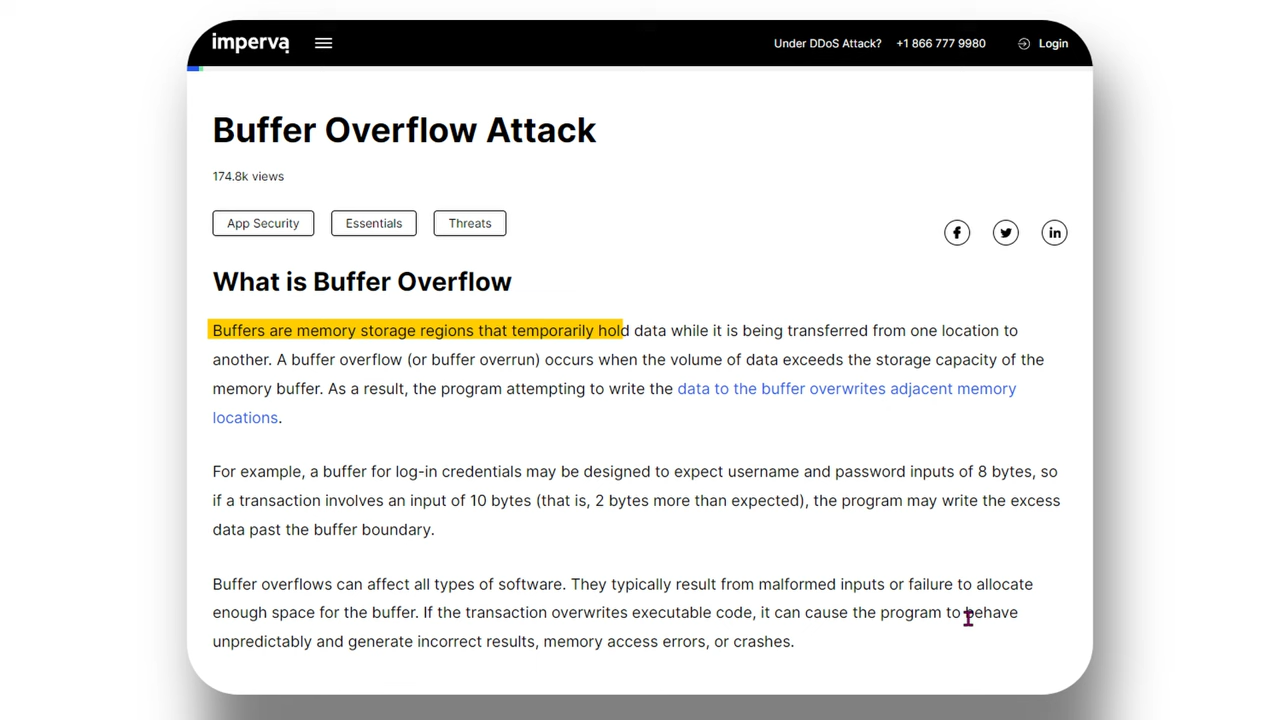 imperva
Under DDoS Attack? +1 866 777 9980 Login
Buffer Overflow Attack
174.8k views
App Security Essentials Threats
What is Buffer Overflow
Buffers are memory storage regions that temporarily hold data while it is being transferred from one location to
another. A buffer overflow (or buffer overrun) occurs when the volume of data exceeds the storage capacity of the
memory buffer. As a result, the program attempting to write the data to the buffer overwrites adjacent memory
locations.
For example, a buffer for log-in credentials may be designed to expect username and password inputs of 8 bytes, so
if a transaction involves an input of 10 bytes (that is, 2 bytes more than expected), the program may write the excess
data past the buffer boundary.
Buffer overflows can affect all types of software. They typically result from malformed inputs or failure to allocate
enough space for the buffer. If the transaction overwrites executable code, it can cause the program to behave
unpredictably and generate incorrect results, memory access errors, or crashes.